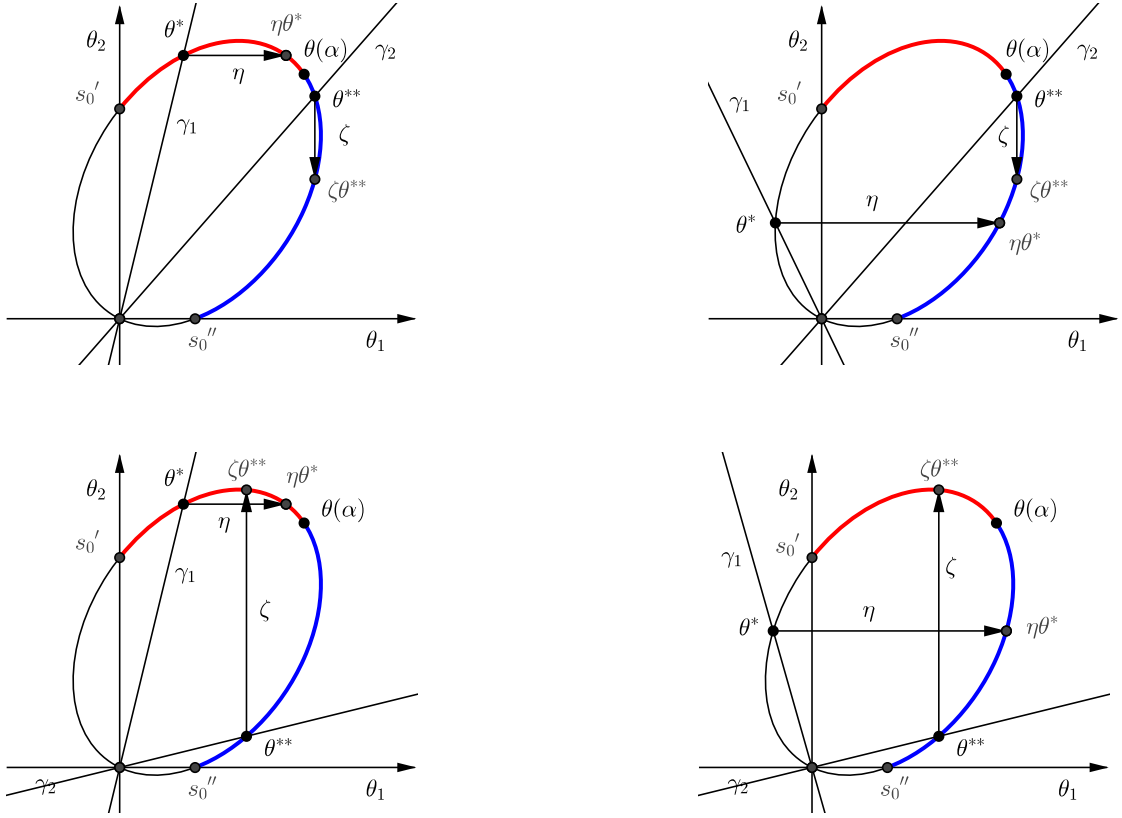 θ* ηθ*
θ₂ θ(α) γ₂
η
s₀′ θ**
γ₁ ζ
ζθ**
s₀″ θ₁
θ₂ θ(α) γ₂
s₀′ θ**
γ₁
ζ
ζθ**
η
θ* ηθ*
s₀″ θ₁
θ* ζθ** ηθ*
θ₂ θ(α)
η
s₀′
γ₁
ζ
θ**
γ₂ s₀″ θ₁
ζθ**
θ₂ θ(α)
s₀′
γ₁ ζ
η
θ* ηθ*
θ**
γ₂ s₀″ θ₁